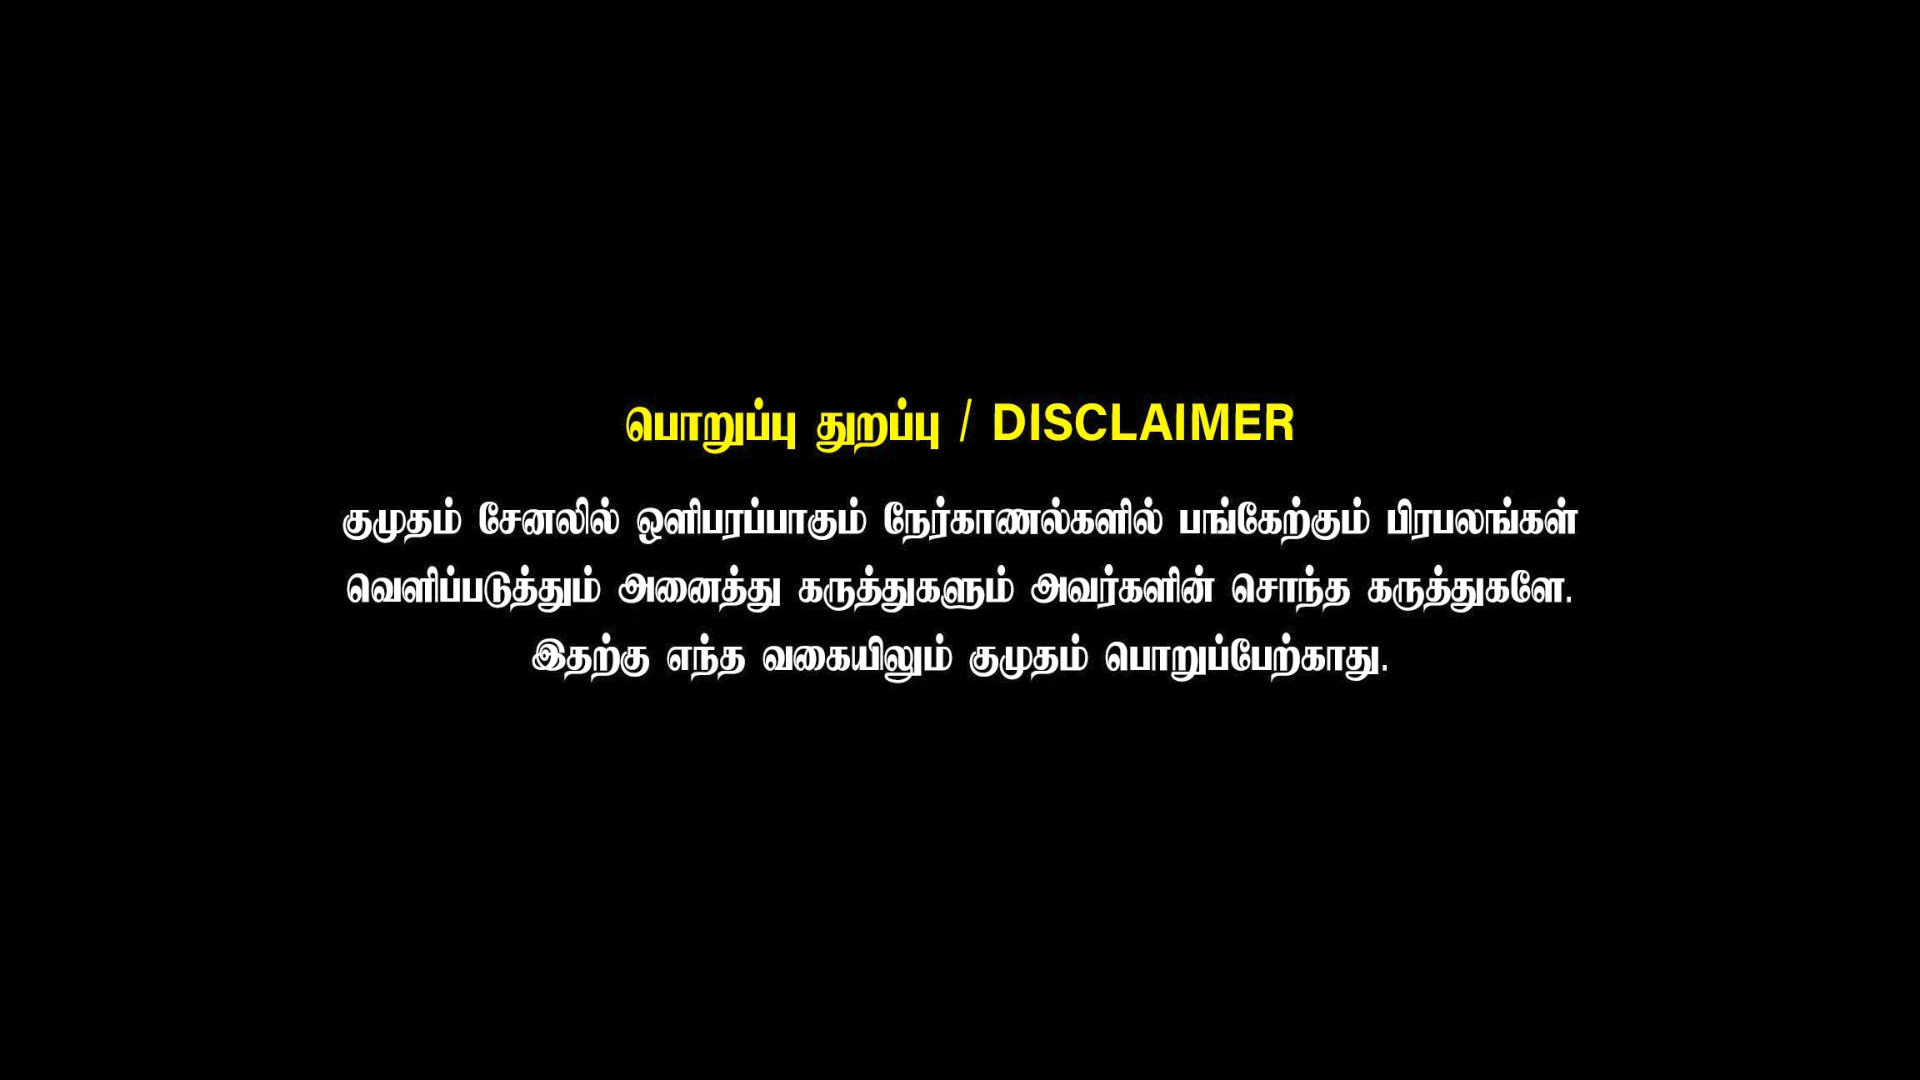 பொறுப்பு துறப்பு / DISCLAIMER
குமுதம் சேனலில் ஒளிபரப்பாகும் நேர்காணல்களில் பங்கேற்கும் பிரபலங்கள்
வெளிப்படுத்தும் அனைத்து கருத்துகளும் அவர்களின் சொந்த கருத்துகளே.
இதற்கு எந்த வகையிலும் குமுதம் பொறுப்பேற்காது.